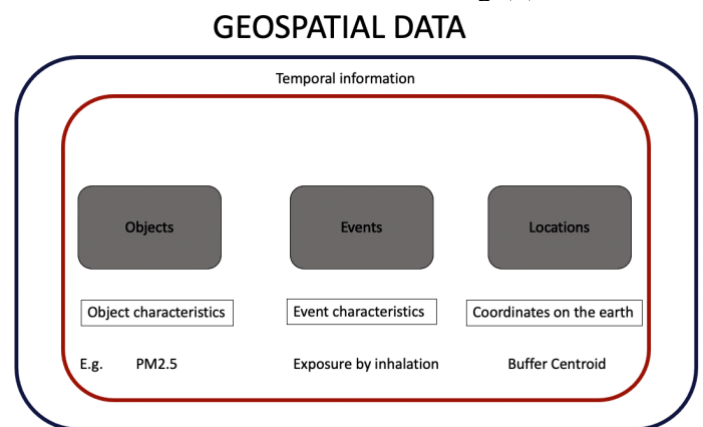 GEOSPATIAL DATA
Temporal information
Objects Events Locations
Object characteristics Event characteristics Coordinates on the earth
E.g. PM2.5 Exposure by inhalation Buffer Centroid